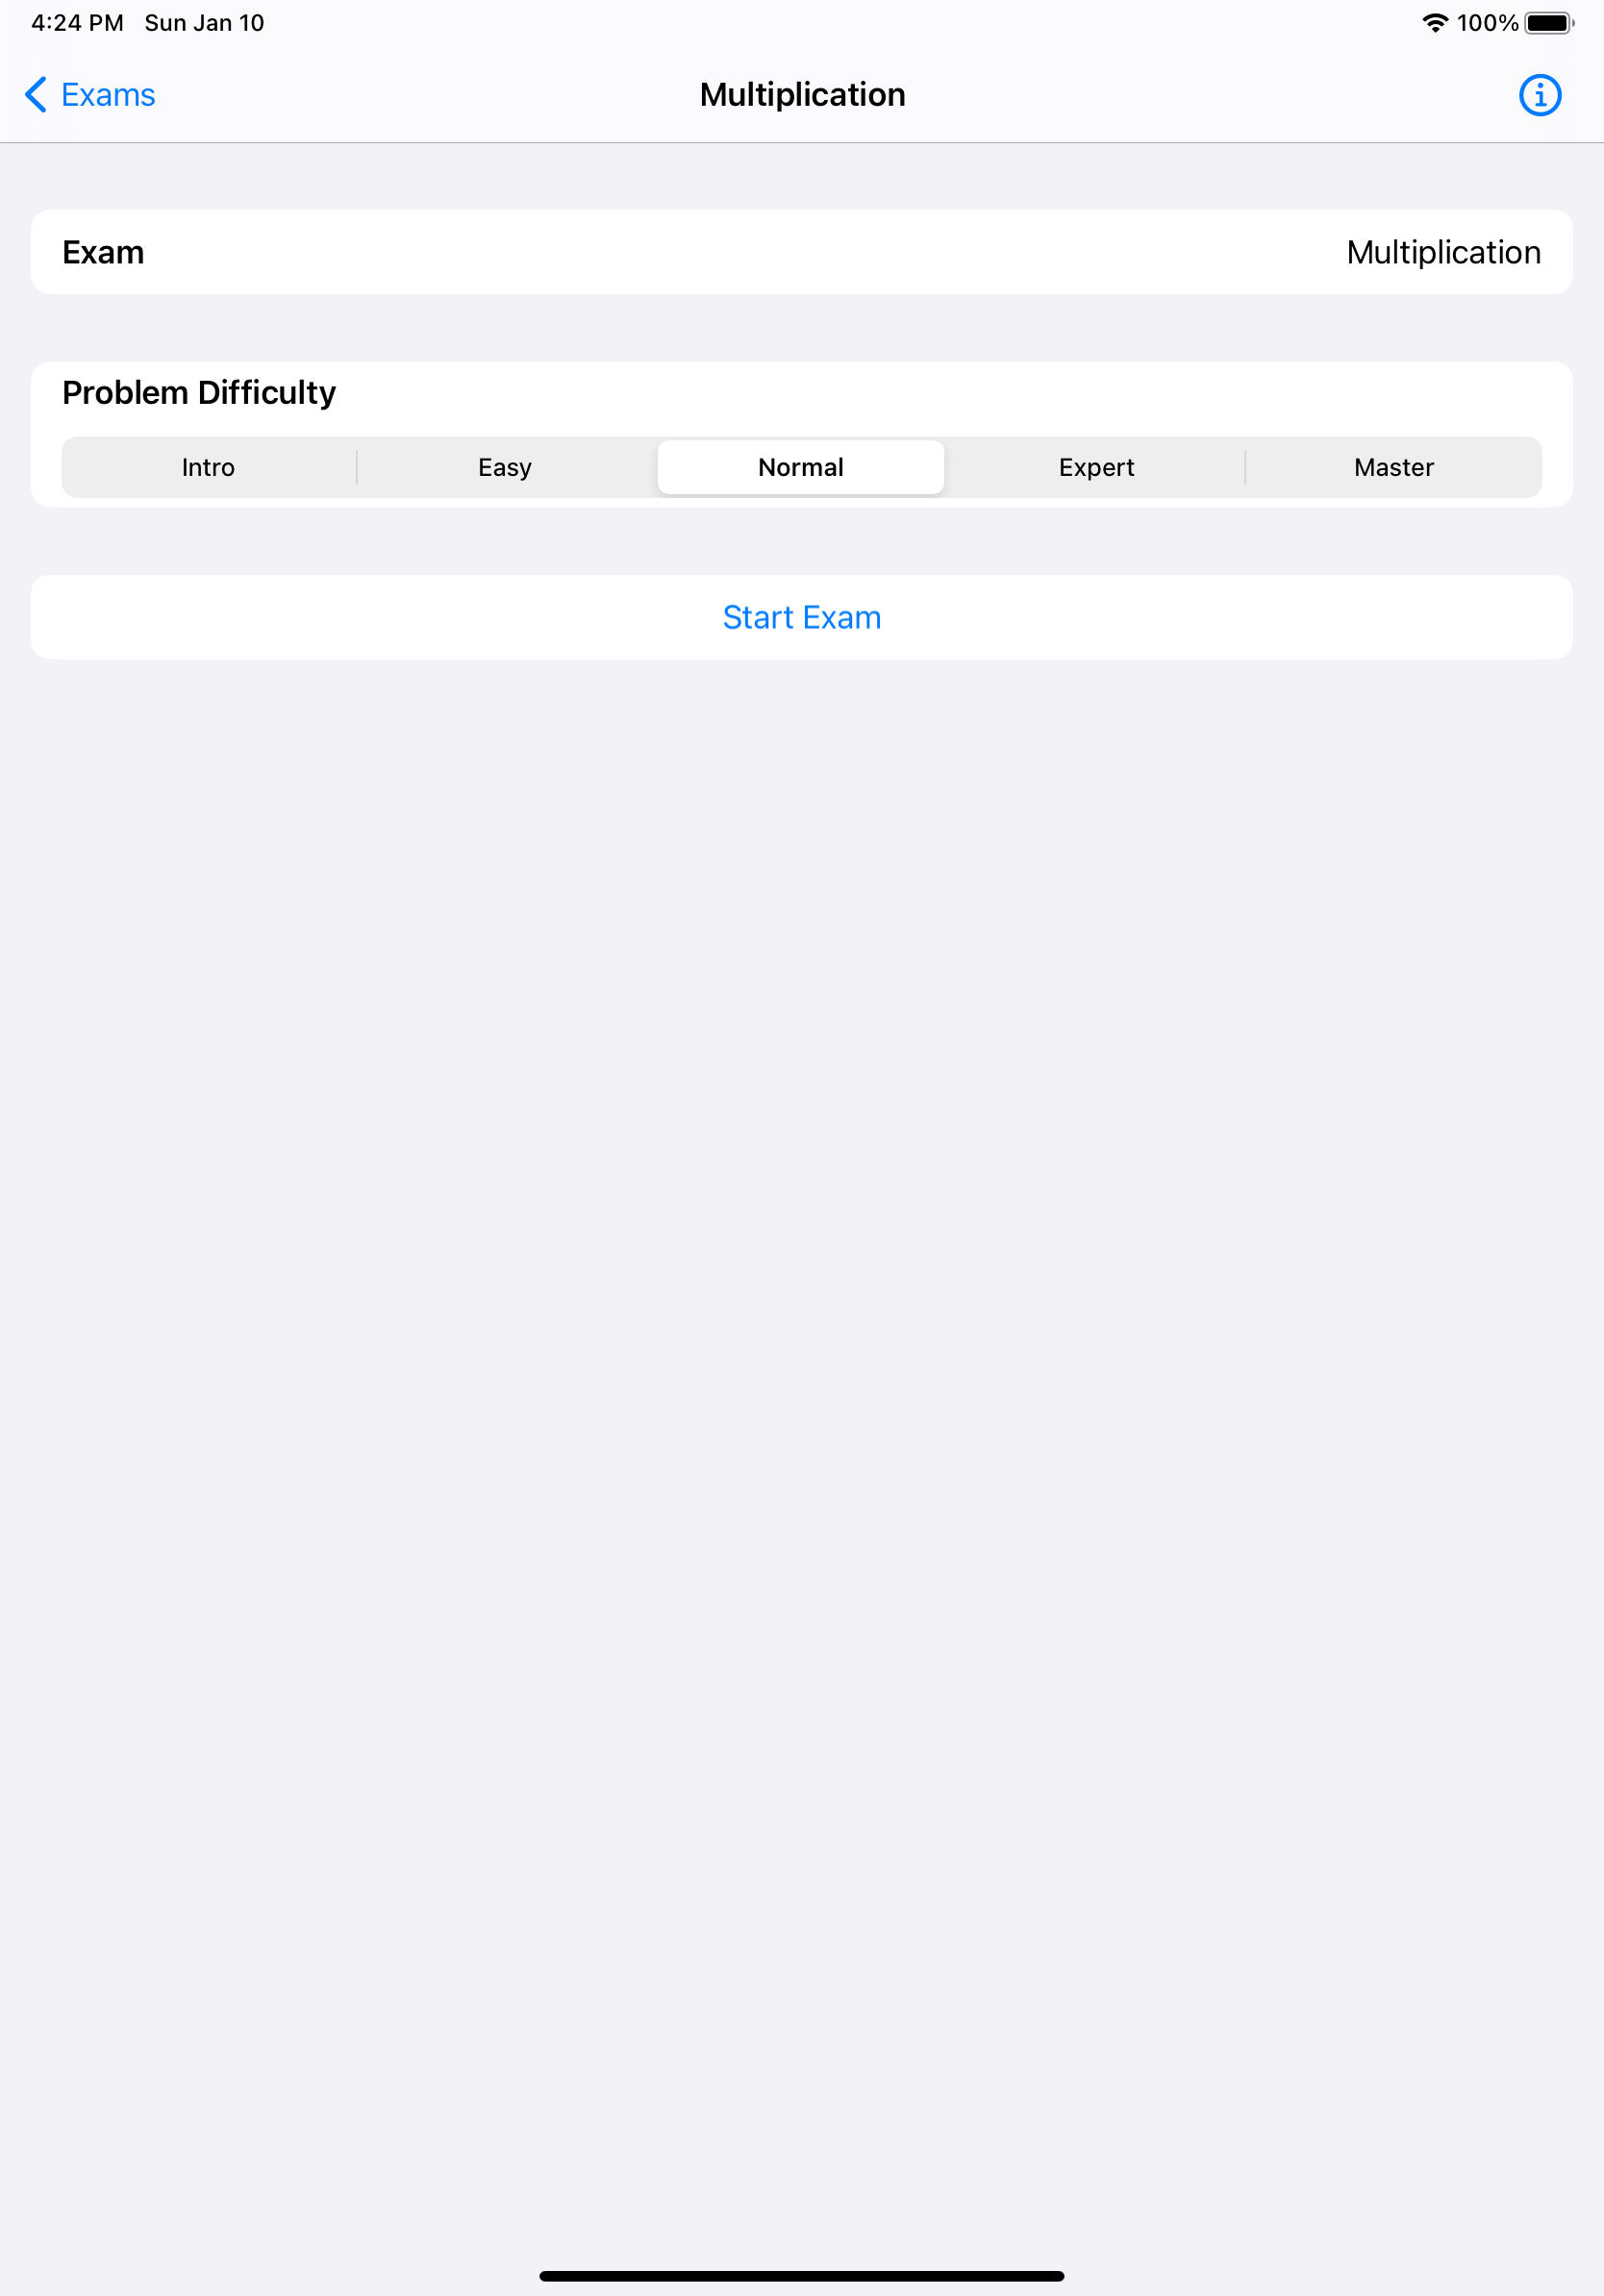 4:24 PM Sun Jan 10 100%
Exams Multiplication
Exam Multiplication
Problem Difficulty
Intro Easy Normal Expert Master
Start Exam